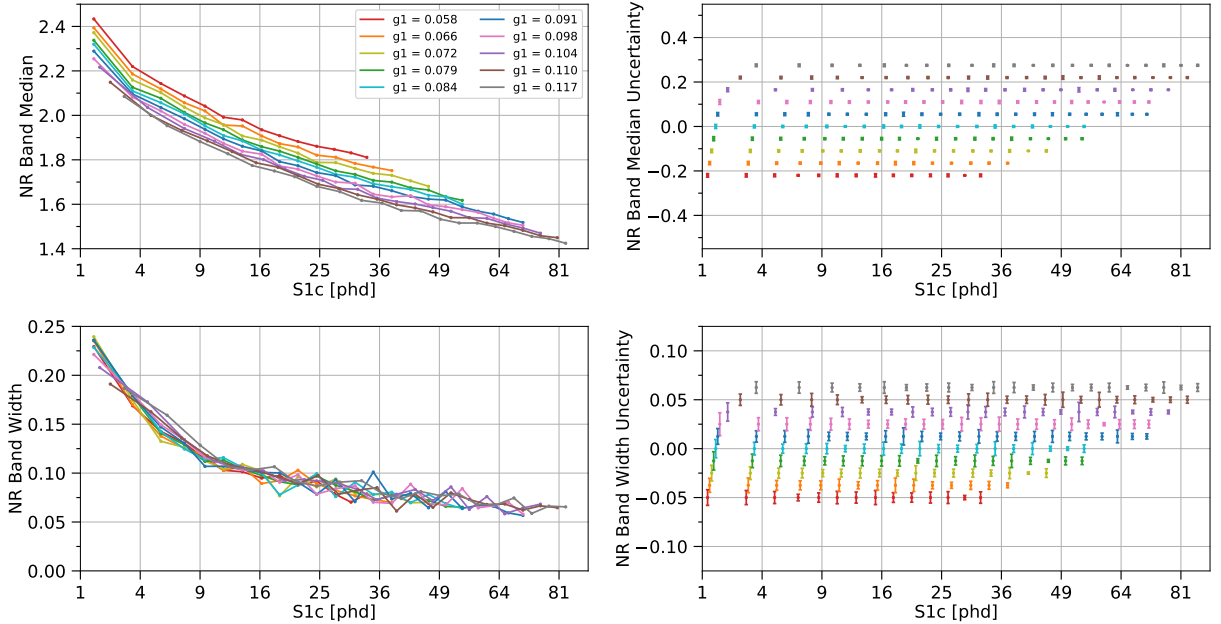 NR Band Median
2.4
2.2
2.0
1.8
1.6
1.4
g1 = 0.058
g1 = 0.066
g1 = 0.072
g1 = 0.079
g1 = 0.084
g1 = 0.091
g1 = 0.098
g1 = 0.104
g1 = 0.110
g1 = 0.117
1 4 9 16 25 36 49 64 81
S1c [phd]
NR Band Median Uncertainty
0.4
0.2
0.0
−0.2
−0.4
1 4 9 16 25 36 49 64 81
S1c [phd]
NR Band Width
0.25
0.20
0.15
0.10
0.05
0.00
1 4 9 16 25 36 49 64 81
S1c [phd]
NR Band Width Uncertainty
0.10
0.05
0.00
−0.05
−0.10
1 4 9 16 25 36 49 64 81
S1c [phd]